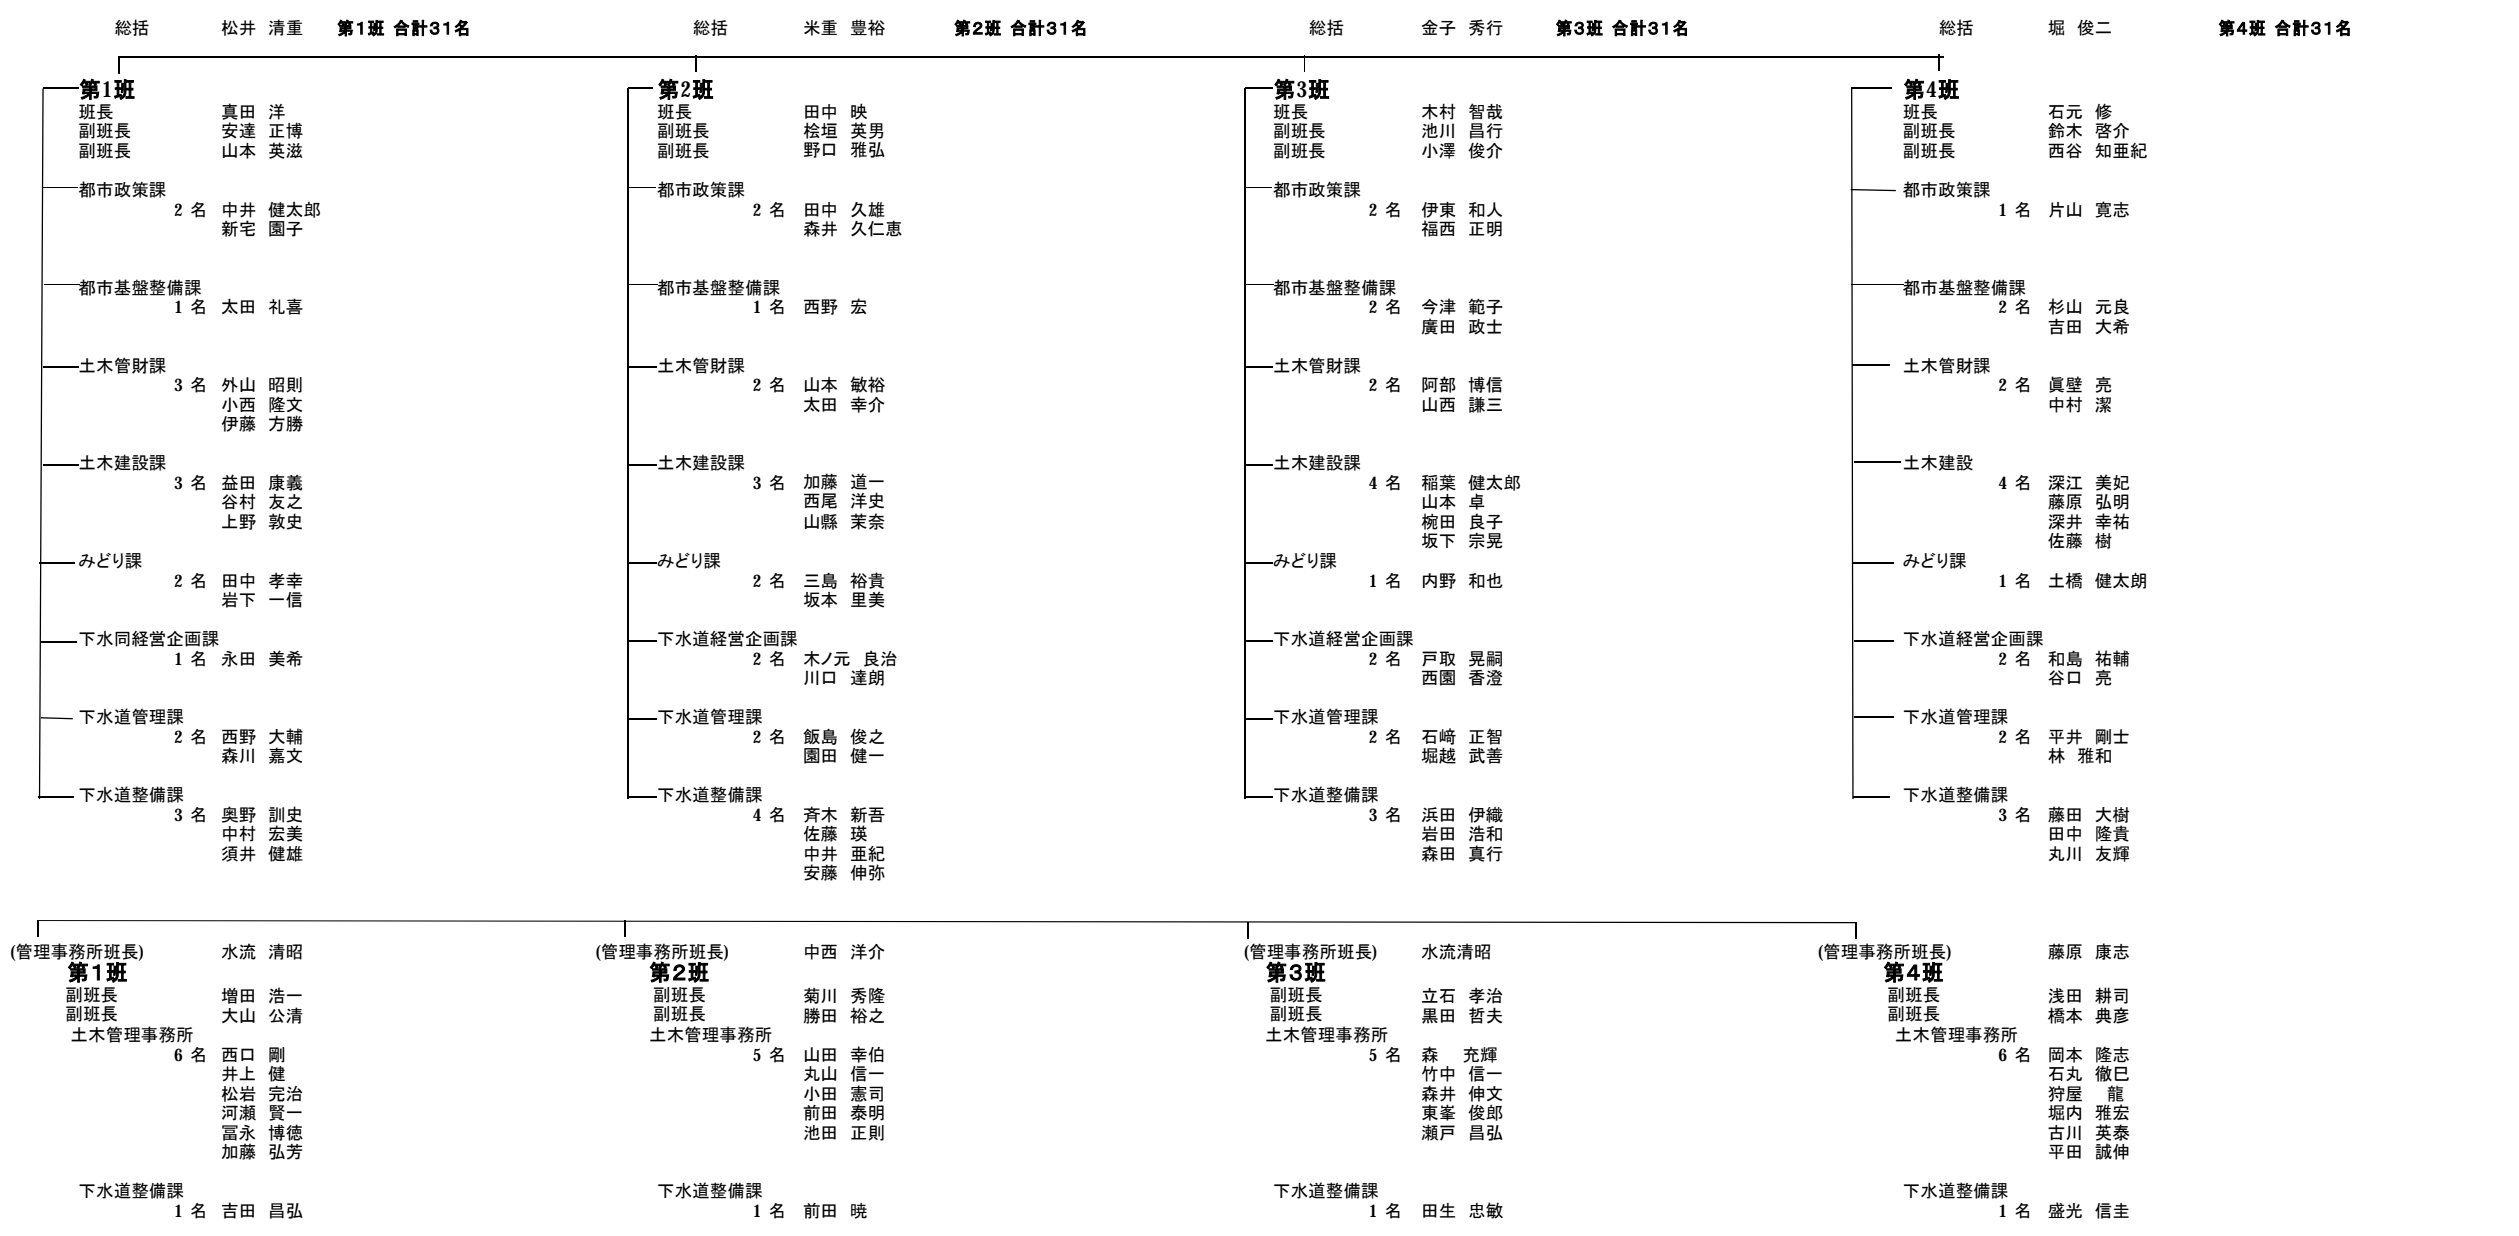 総括 松井 清重 第1班 合計31名
第1班
班長 真田 洋
副班長 安達 正博
副班長 山本 英滋
都市政策課
2 名 中井 健太郎
新宅 園子
都市基盤整備課
1 名 太田 礼喜
土木管財課
3 名 外山 昭則
小西 隆文
伊藤 方勝
土木建設課
3 名 益田 康義
谷村 友之
上野 敦史
みどり課
2 名 田中 孝幸
岩下 一信
下水同経営企画課
1 名 永田 美希
下水道管理課
2 名 西野 大輔
森川 嘉文
下水道整備課
3 名 奥野 訓史
中村 宏美
須井 健雄
総括 米重 豊裕 第2班 合計31名
第2班
班長 田中 映
副班長 桧垣 英男
副班長 野口 雅弘
都市政策課
2 名 田中 久雄
森井 久仁恵
都市基盤整備課
1 名 西野 宏
土木管財課
2 名 山本 敏裕
太田 幸介
土木建設課
3 名 加藤 道一
西尾 洋史
山縣 茉奈
みどり課
2 名 三島 裕貴
坂本 里美
下水道経営企画課
2 名 木ノ元 良治
川口 達朗
下水道管理課
2 名 飯島 俊之
園田 健一
下水道整備課
4 名 斉木 新吾
佐藤 瑛
中井 亜紀
安藤 伸弥
総括 金子 秀行 第3班 合計31名
第3班
班長 木村 智哉
副班長 池川 昌行
副班長 小澤 俊介
都市政策課
2 名 伊東 和人
福西 正明
都市基盤整備課
2 名 今津 範子
廣田 政士
土木管財課
2 名 阿部 博信
山西 謙三
土木建設課
4 名 稲葉 健太郎
山本 卓
椀田 良子
坂下 宗晃
みどり課
1 名 内野 和也
下水道経営企画課
2 名 戸取 晃嗣
西園 香澄
下水道管理課
2 名 石﨑 正智
堀越 武善
下水道整備課
3 名 浜田 伊織
岩田 浩和
森田 真行
総括 堀 俊二 第4班 合計31名
第4班
班長 石元 修
副班長 鈴木 啓介
副班長 西谷 知亜紀
都市政策課
1 名 片山 寛志
都市基盤整備課
2 名 杉山 元良
吉田 大希
土木管財課
2 名 眞壁 亮
中村 潔
土木建設
4 名 深江 美妃
藤原 弘明
深井 幸祐
佐藤 樹
みどり課
1 名 土橋 健太朗
下水道経営企画課
2 名 和島 祐輔
谷口 亮
下水道管理課
2 名 平井 剛士
林 雅和
下水道整備課
3 名 藤田 大樹
田中 隆貴
丸川 友輝
(管理事務所班長) 水流 清昭
第1班
副班長 増田 浩一
副班長 大山 公清
土木管理事務所
6 名 西口 剛
井上 健
松岩 完治
河瀬 賢一
冨永 博徳
加藤 弘芳
下水道整備課
1 名 吉田 昌弘
(管理事務所班長) 中西 洋介
第2班
副班長 菊川 秀隆
副班長 勝田 裕之
土木管理事務所
5 名 山田 幸伯
丸山 信一
小田 憲司
前田 泰明
池田 正則
下水道整備課
1 名 前田 暁
(管理事務所班長) 水流清昭
第3班
副班長 立石 孝治
副班長 黒田 哲夫
土木管理事務所
5 名 森 充輝
竹中 信一
森井 伸文
東峯 俊郎
瀬戸 昌弘
下水道整備課
1 名 田生 忠敏
(管理事務所班長) 藤原 康志
第4班
副班長 浅田 耕司
副班長 橋本 典彦
土木管理事務所
6 名 岡本 隆志
石丸 徹巳
狩屋 龍
堀内 雅宏
古川 英泰
平田 誠伸
下水道整備課
1 名 盛光 信圭